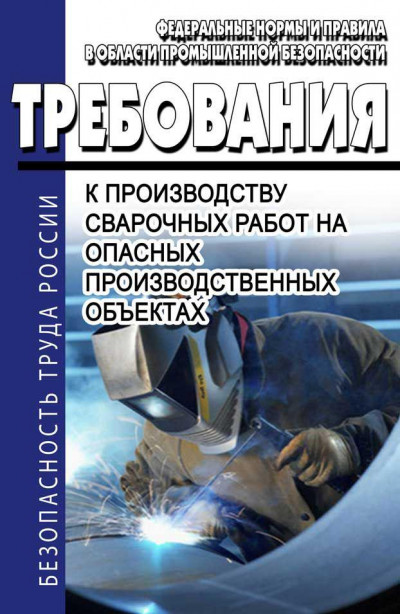 ФЕДЕРАЛЬНЫЕ НОРМЫ И ПРАВИЛА
В ОБЛАСТИ ПРОМЫШЛЕННОЙ БЕЗОПАСНОСТИ
ТРЕБОВАНИЯ
К ПРОИЗВОДСТВУ
СВАРОЧНЫХ РАБОТ НА
ОПАСНЫХ
ПРОИЗВОДСТВЕННЫХ
ОБЪЕКТАХ
БЕЗОПАСНОСТЬ ТРУДА РОССИИ